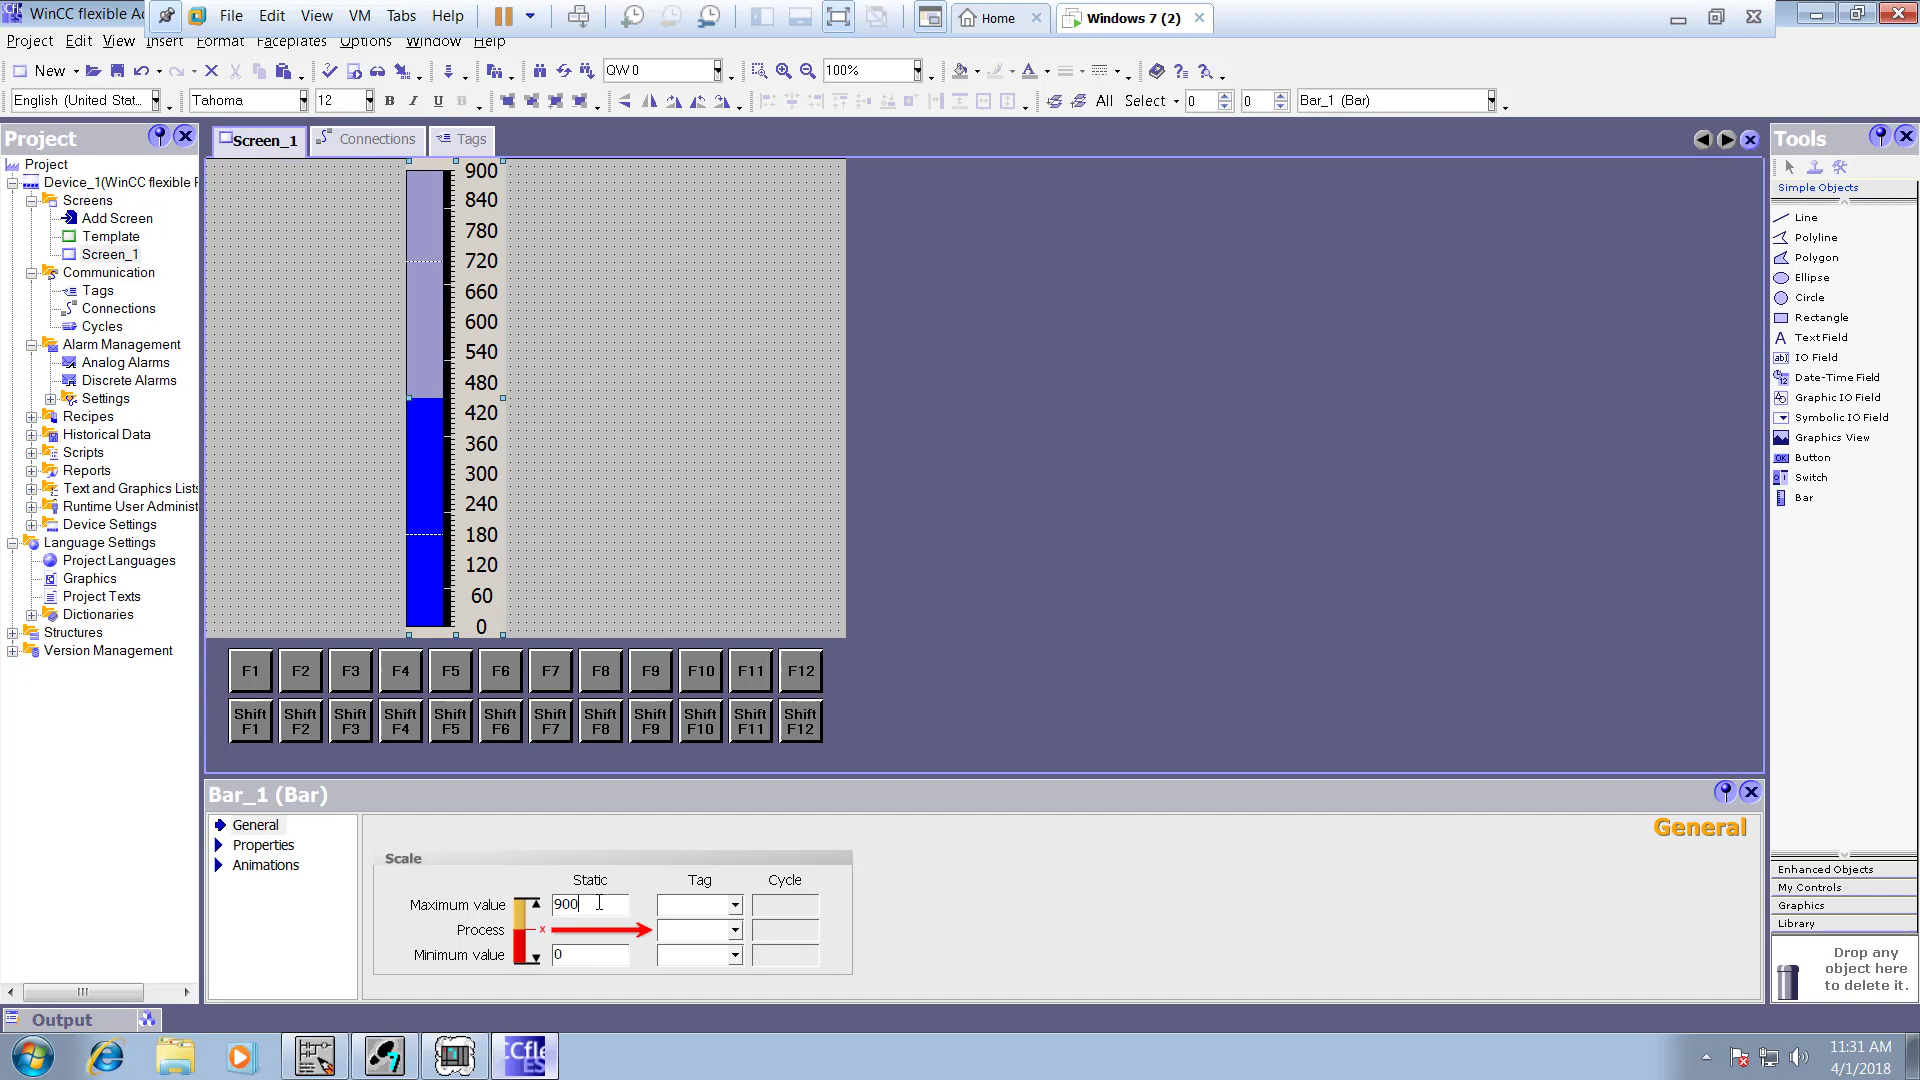 WinCC flexible Ad
File Edit View VM Tabs Help
Home
Windows 7 (2)
Project Edit View Insert Format Faceplates Options Window Help
New
QW 0
100%
English (United Stat...
Tahoma
12
B I U B
All Select
0
0
Bar_1 (Bar)
Project
Project
Device_1(WinCC flexible F
Screens
Add Screen
Template
Screen_1
Communication
Tags
Connections
Cycles
Alarm Management
Analog Alarms
Discrete Alarms
Settings
Recipes
Historical Data
Scripts
Reports
Text and Graphics Lists
Runtime User Administ
Device Settings
Language Settings
Project Languages
Graphics
Project Texts
Dictionaries
Structures
Version Management
Output
Screen_1
Connections
Tags
900
840
780
720
660
600
540
480
420
360
300
240
180
120
60
0
F1 F2 F3 F4 F5 F6 F7 F8 F9 F10 F11 F12
Shift Shift Shift Shift Shift Shift Shift Shift Shift Shift Shift Shift
F1 F2 F3 F4 F5 F6 F7 F8 F9 F10 F11 F12
Bar_1 (Bar)
General
Properties
Animations
General
Scale
Static Tag Cycle
Maximum value 900
Process
Minimum value 0
Tools
Simple Objects
Line
Polyline
Polygon
Ellipse
Circle
Rectangle
Text Field
IO Field
Date-Time Field
Graphic IO Field
Symbolic IO Field
Graphics View
Button
Switch
Bar
Enhanced Objects
My Controls
Graphics
Library
Drop any
object here
to delete it.
CCfle
ES
11:31 AM
4/1/2018